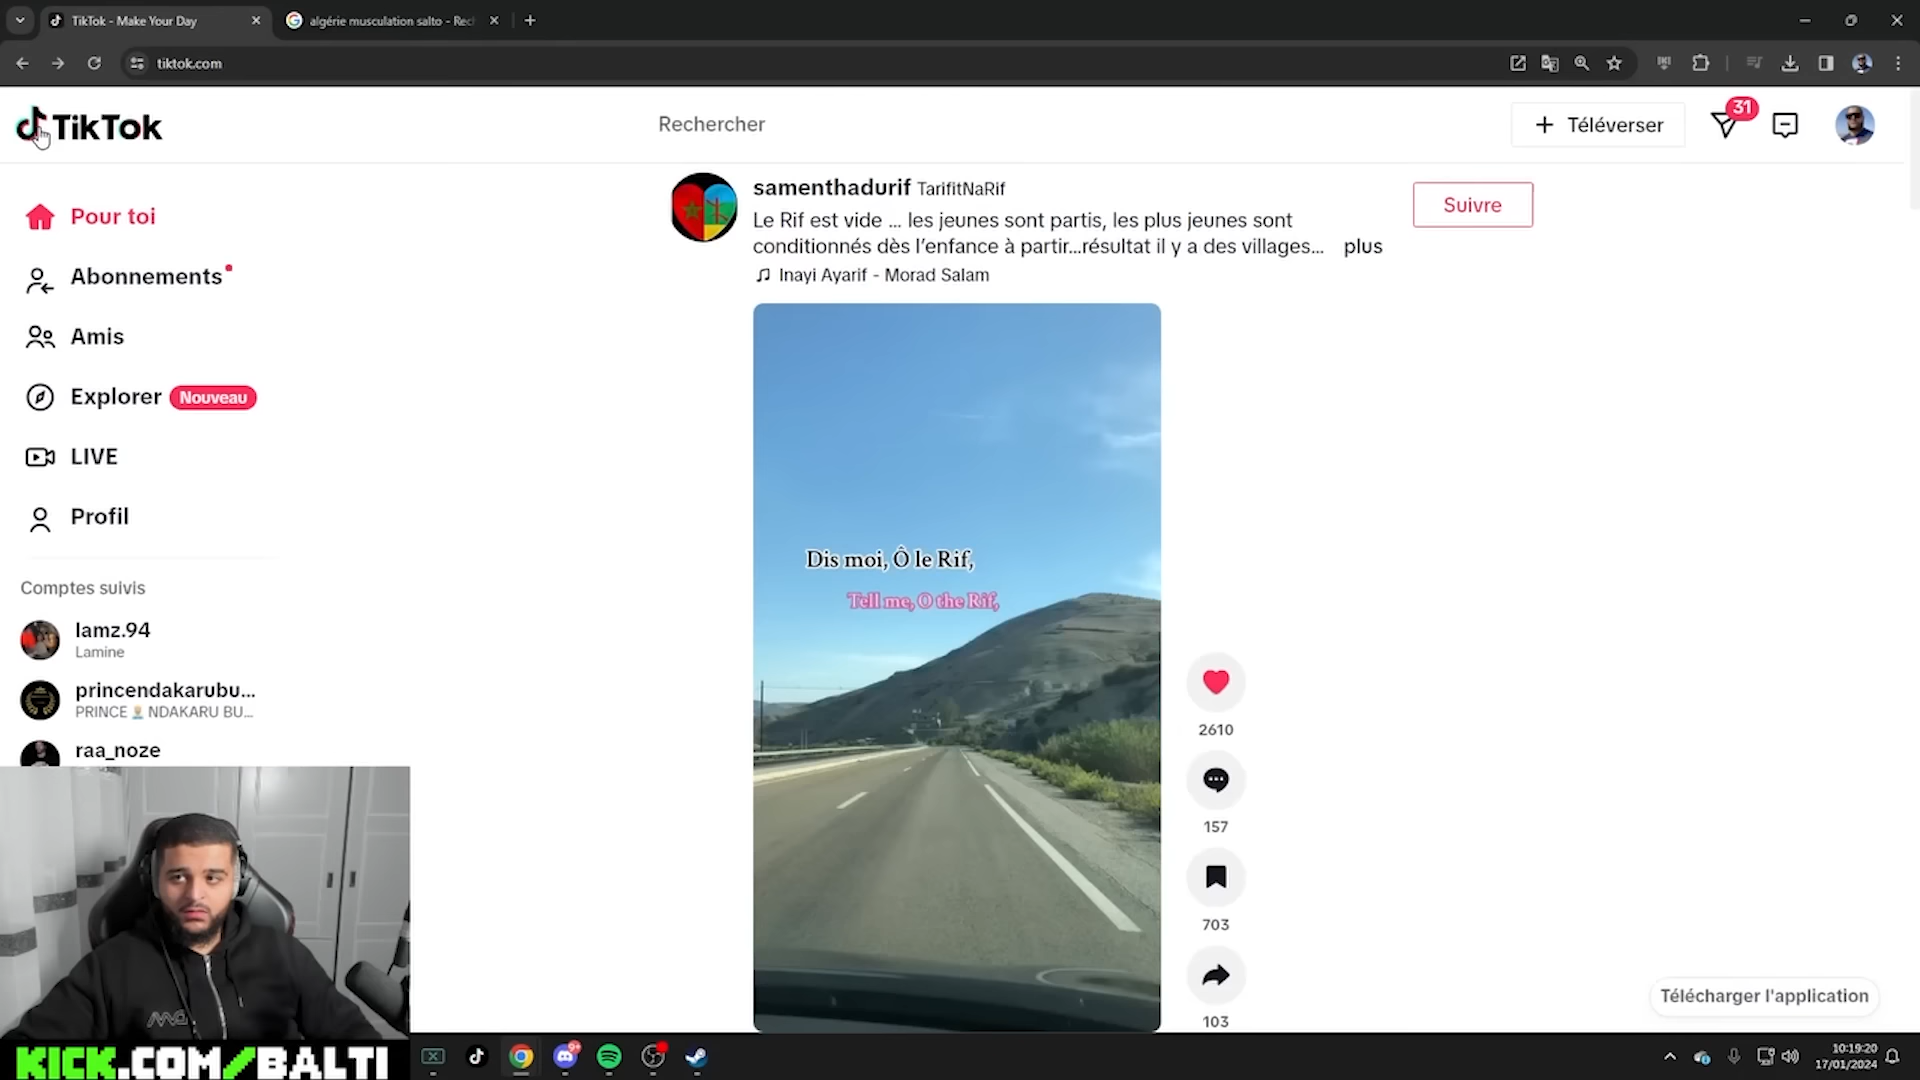 TikTok - Make Your Day
algérie musculation salto - Rec
tiktok.com
TikTok
Rechercher
Téléverser
31
Pour toi
Abonnements
Amis
Explorer Nouveau
LIVE
Profil
Comptes suivis
lamz.94
Lamine
princendakarubu...
PRINCE NDAKARU BU...
raa_noze
samenthadurif TarifitNaRif
Le Rif est vide ... les jeunes sont partis, les plus jeunes sont
conditionnés dès l'enfance à partir...résultat il y a des villages... plus
Inayi Ayarif - Morad Salam
Suivre
Dis moi, Ô le Rif,
Tell me, O the Rif,
2610
157
703
103
Télécharger l'application
KICK.COM/BALTI
10:19:20
17/01/2024